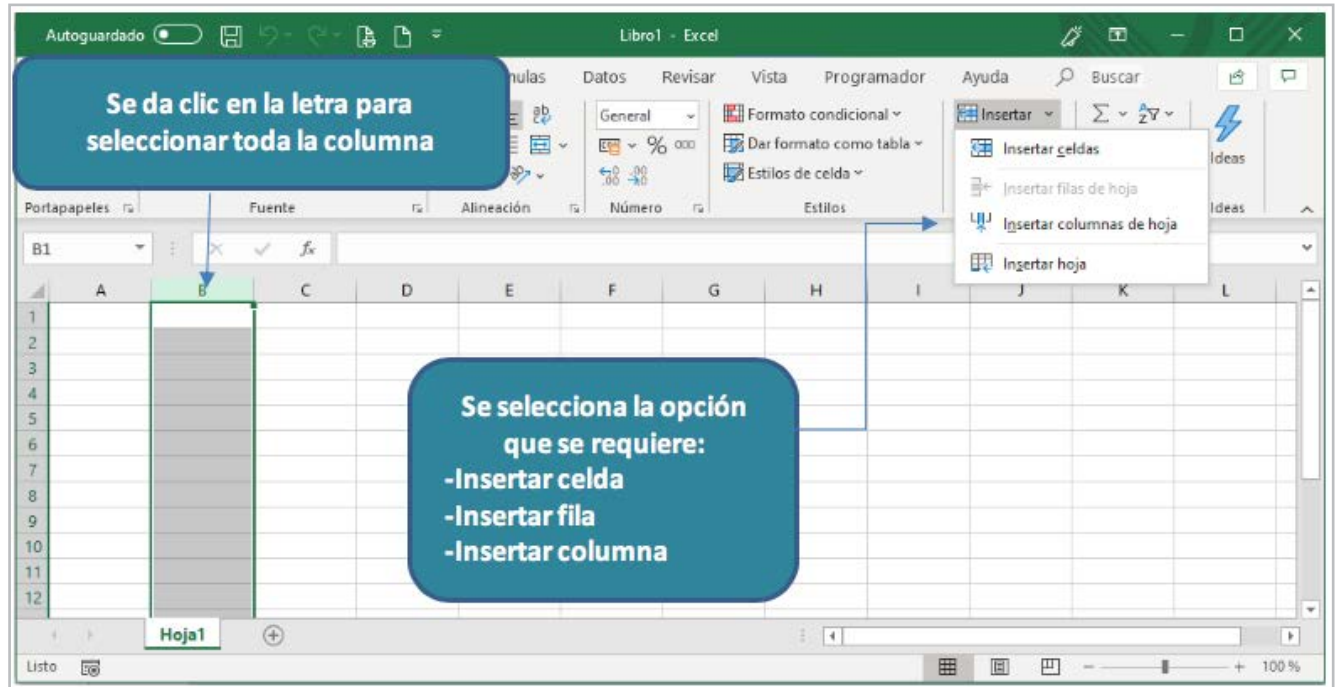 Autoguardado
Libro1 - Excel
Se da clic en la letra para
seleccionar toda la columna
Datos Revisar Vista Programador Ayuda Buscar
General
% 000
Formato condicional
Dar formato como tabla
Estilos de celda
Insertar
Insertar celdas
Insertar filas de hoja
Insertar columnas de hoja
Insertar hoja
Ideas
Portapapeles Fuente Alineación Número Estilos Ideas
B1 fx
A B C D E F G H I J K L
1
2
3
4
5
6
7
8
9
10
11
12
Se selecciona la opción
que se requiere:
-Insertar celda
-Insertar fila
-Insertar columna
Hoja1
Listo 100 %